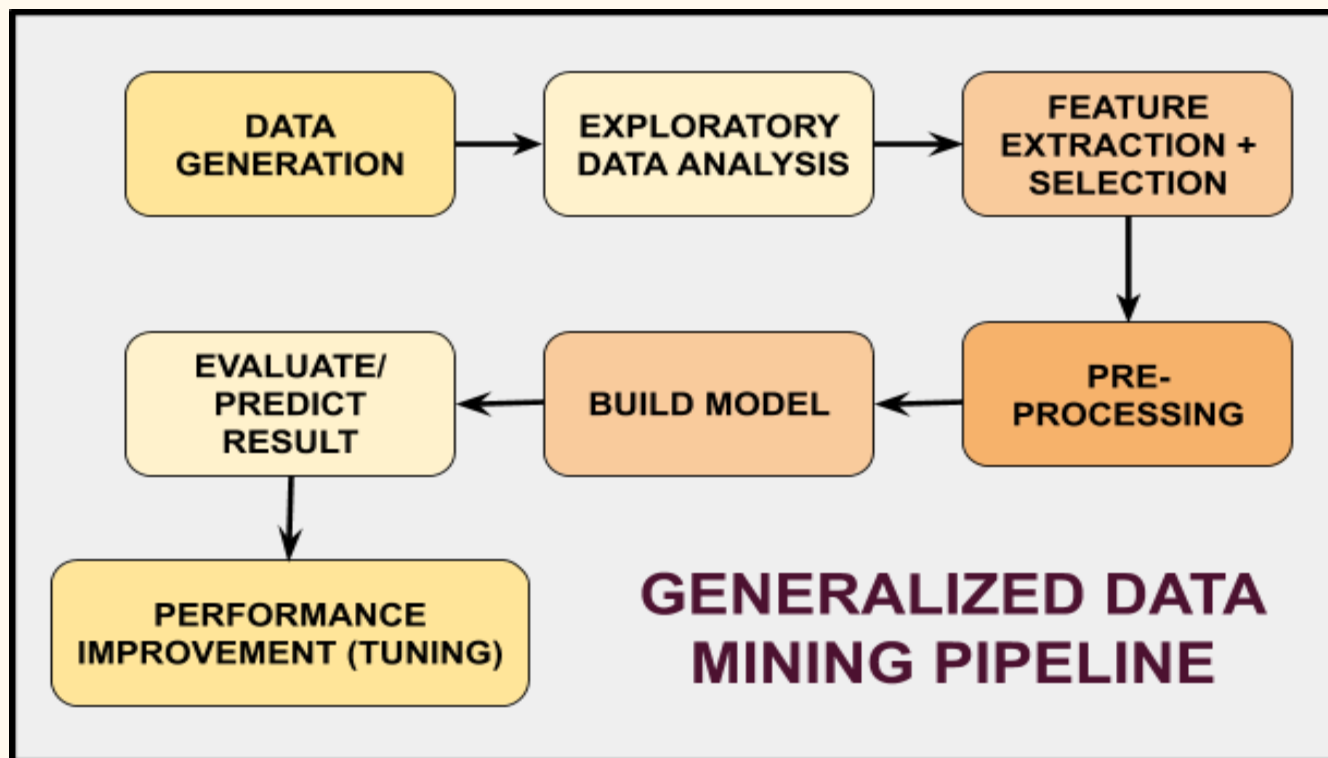 DATA
GENERATION
EXPLORATORY
DATA ANALYSIS
FEATURE
EXTRACTION +
SELECTION
PRE-
PROCESSING
BUILD MODEL
EVALUATE/
PREDICT
RESULT
PERFORMANCE
IMPROVEMENT (TUNING)
GENERALIZED DATA
MINING PIPELINE